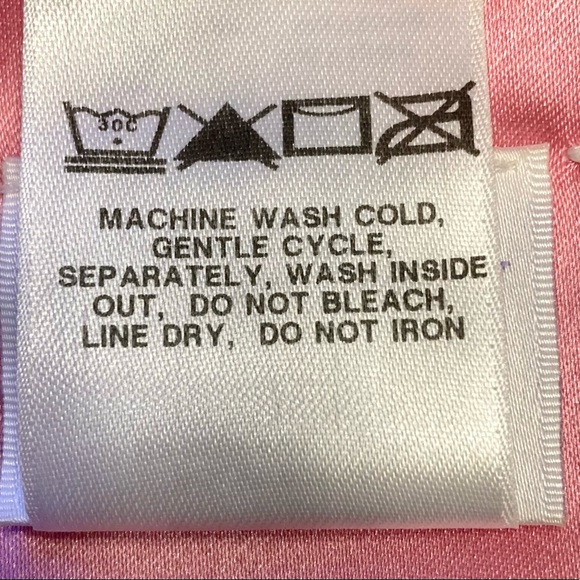 30C
MACHINE WASH COLD,
GENTLE CYCLE,
SEPARATELY, WASH INSIDE
OUT, DO NOT BLEACH,
LINE DRY, DO NOT IRON